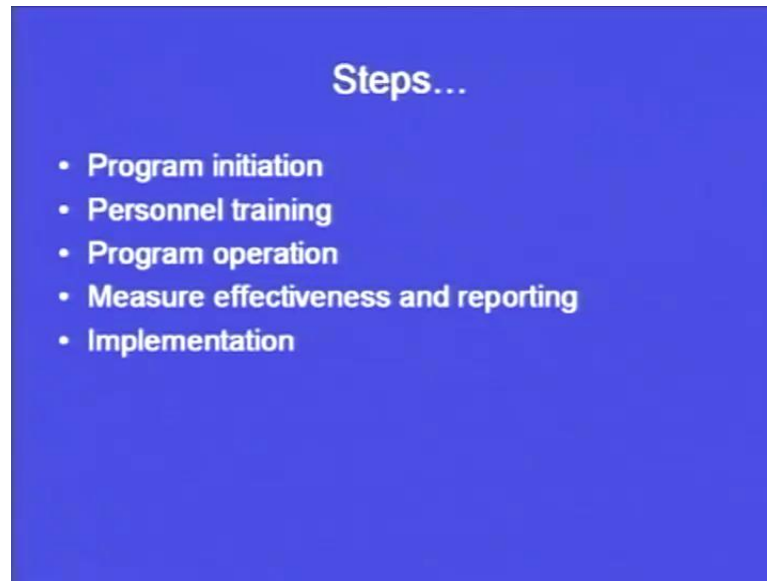 Steps...
• Program initiation
• Personnel training
• Program operation
• Measure effectiveness and reporting
• Implementation